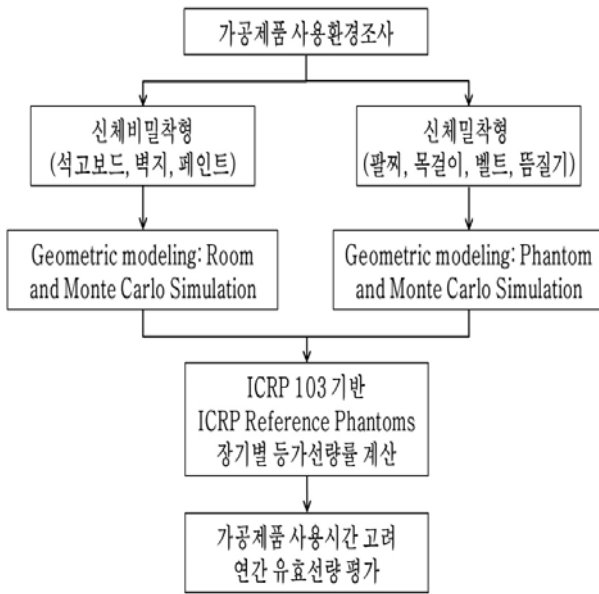 가공제품 사용환경조사
신체비밀착형
(석고보드, 벽지, 페인트)
신체밀착형
(팔찌, 목걸이, 벨트, 뜸질기)
Geometric modeling: Room
and Monte Carlo Simulation
Geometric modeling: Phantom
and Monte Carlo Simulation
ICRP 103 기반
ICRP Reference Phantoms
장기별 등가선량률 계산
가공제품 사용시간 고려
연간 유효선량 평가